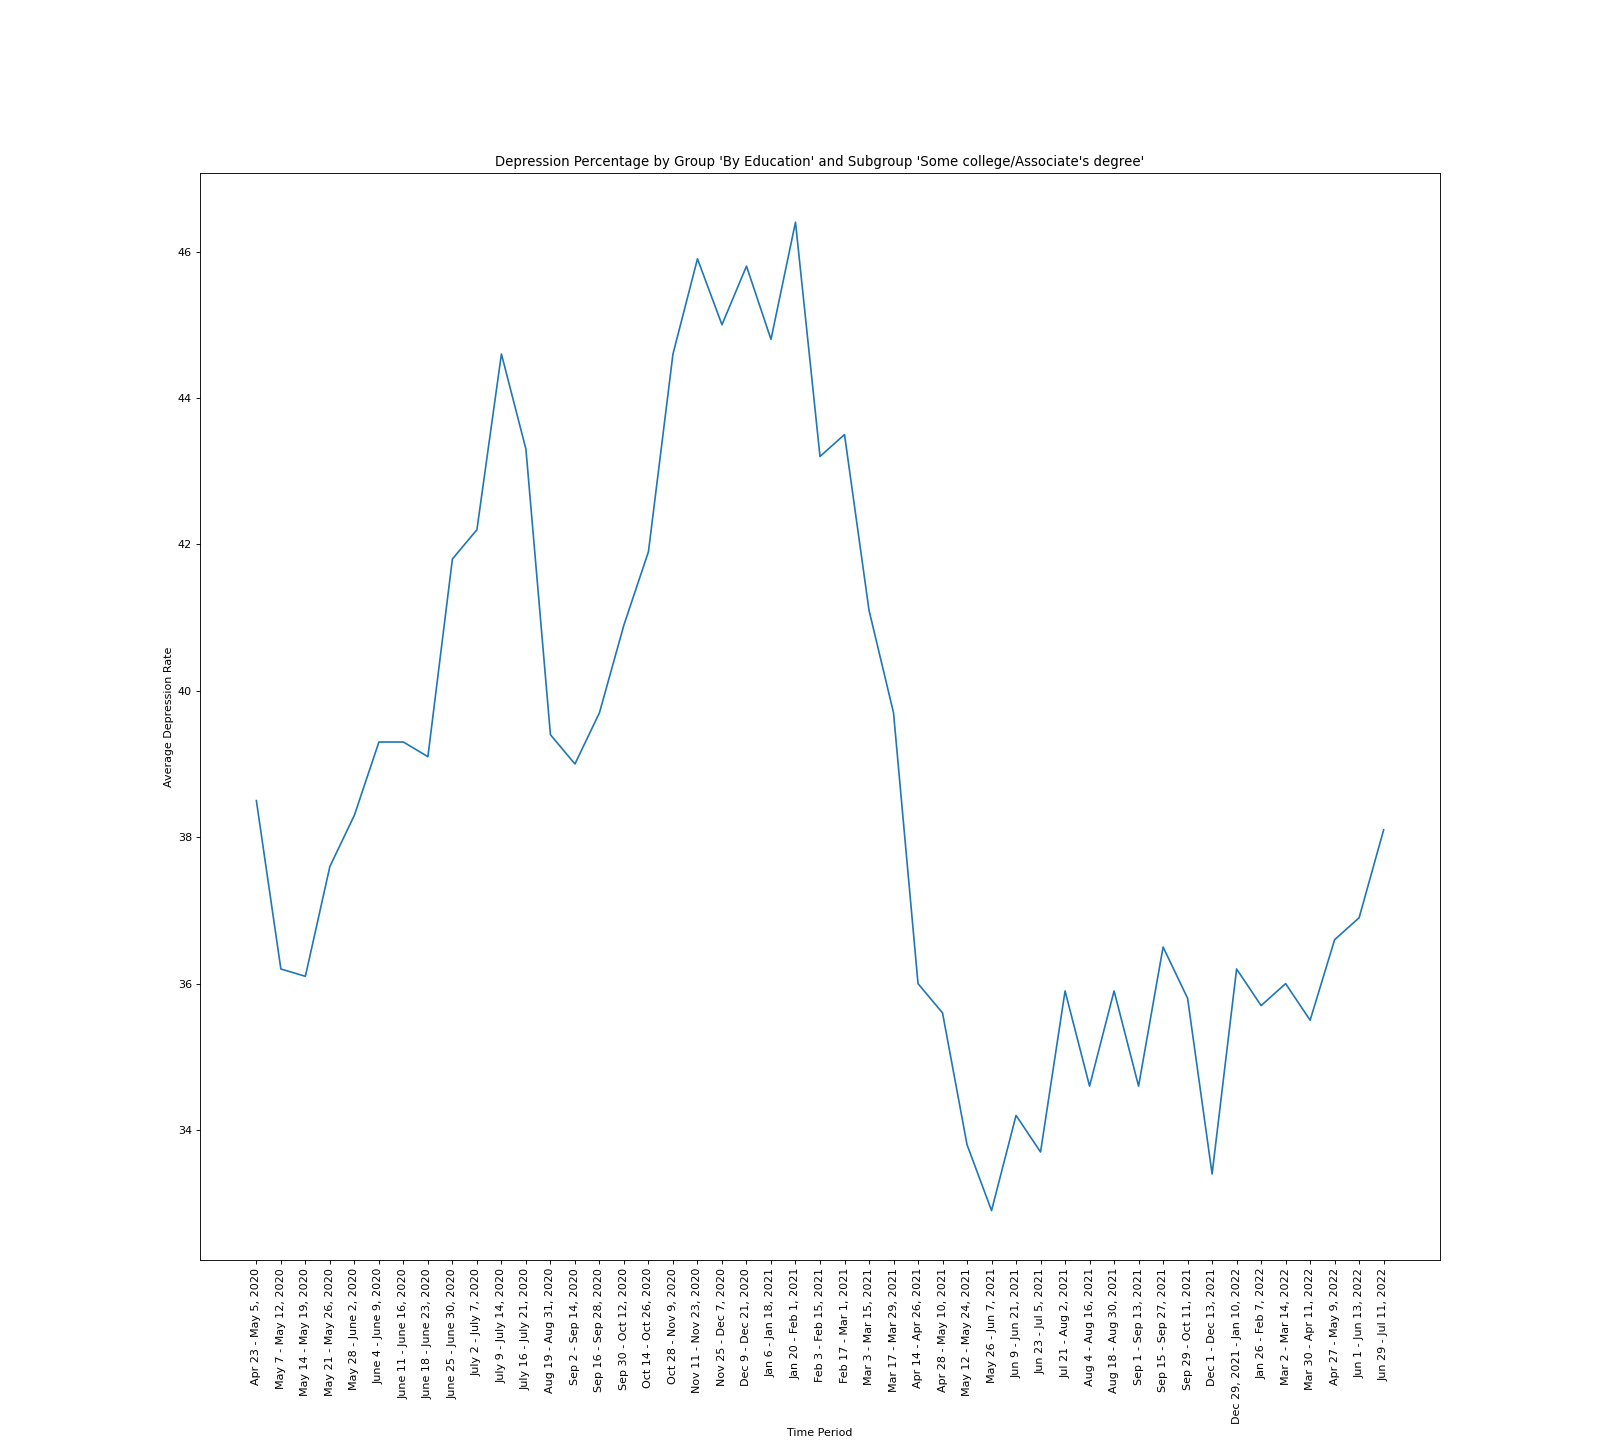 Depression Percentage by Group 'By Education' and Subgroup 'Some college/Associate's degree'
Average Depression Rate
46
44
42
40
38
36
34
Apr 23 - May 5, 2020
May 7 - May 12, 2020
May 14 - May 19, 2020
May 21 - May 26, 2020
May 28 - June 2, 2020
June 4 - June 9, 2020
June 11 - June 16, 2020
June 18 - June 23, 2020
June 25 - June 30, 2020
July 2 - July 7, 2020
July 9 - July 14, 2020
July 16 - July 21, 2020
Aug 19 - Aug 31, 2020
Sep 2 - Sep 14, 2020
Sep 16 - Sep 28, 2020
Sep 30 - Oct 12, 2020
Oct 14 - Oct 26, 2020
Oct 28 - Nov 9, 2020
Nov 11 - Nov 23, 2020
Nov 25 - Dec 7, 2020
Dec 9 - Dec 21, 2020
Jan 6 - Jan 18, 2021
Jan 20 - Feb 1, 2021
Feb 3 - Feb 15, 2021
Feb 17 - Mar 1, 2021
Mar 3 - Mar 15, 2021
Mar 17 - Mar 29, 2021
Apr 14 - Apr 26, 2021
Apr 28 - May 10, 2021
May 12 - May 24, 2021
May 26 - Jun 7, 2021
Jun 9 - Jun 21, 2021
Jun 23 - Jul 5, 2021
Jul 21 - Aug 2, 2021
Aug 4 - Aug 16, 2021
Aug 18 - Aug 30, 2021
Sep 1 - Sep 13, 2021
Sep 15 - Sep 27, 2021
Sep 29 - Oct 11, 2021
Dec 1 - Dec 13, 2021
Dec 29, 2021 - Jan 10, 2022
Jan 26 - Feb 7, 2022
Mar 2 - Mar 14, 2022
Mar 30 - Apr 11, 2022
Apr 27 - May 9, 2022
Jun 1 - Jun 13, 2022
Jun 29 - Jul 11, 2022
Time Period